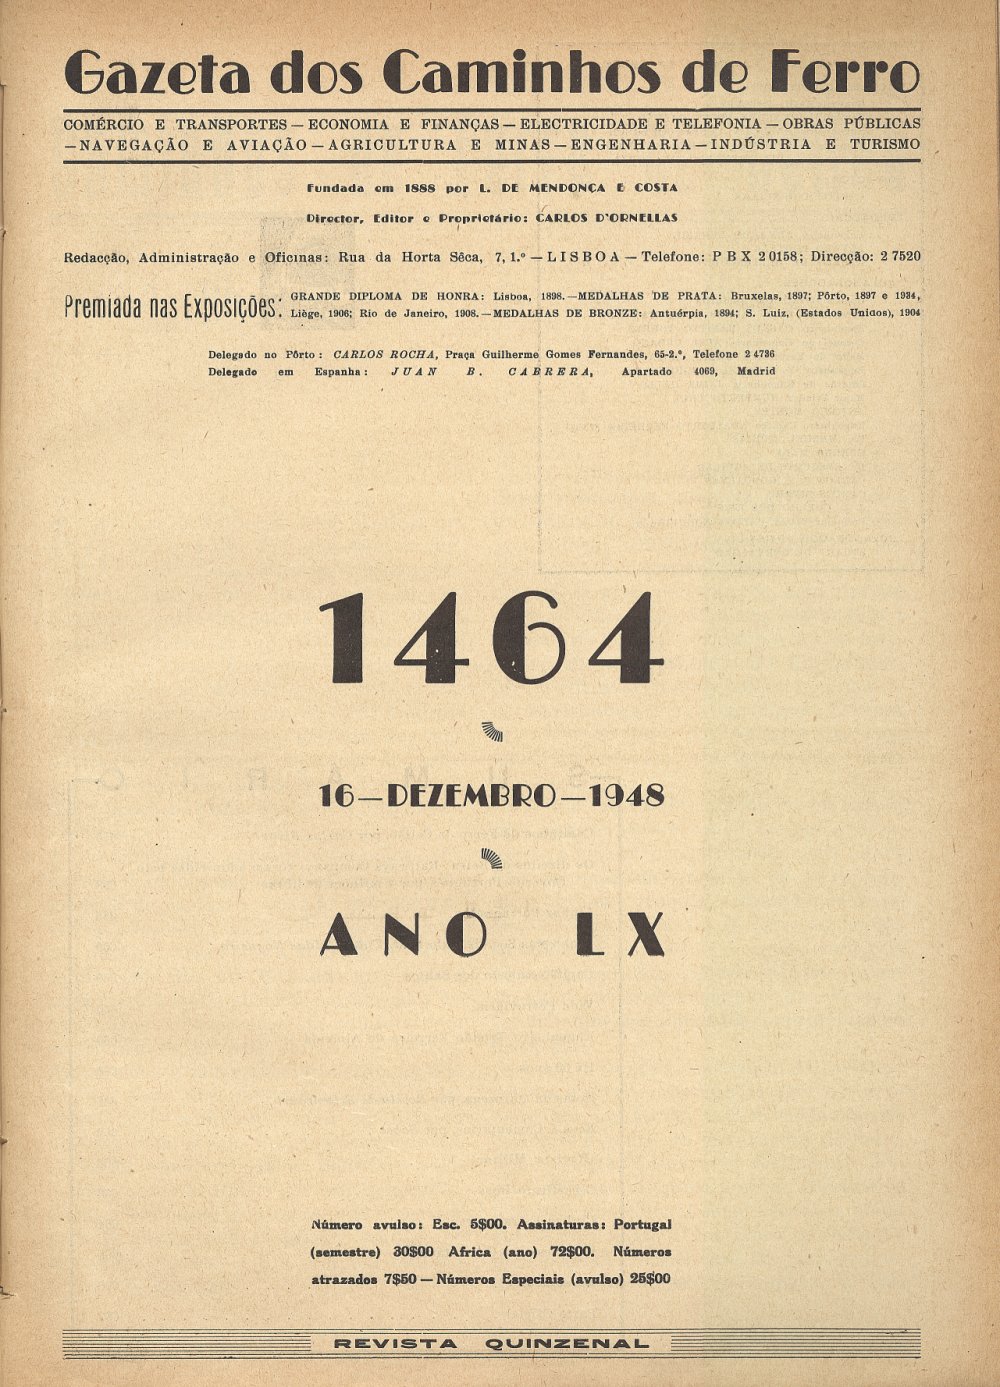 Gazeta dos Caminhos de Ferro
COMÉRCIO E TRANSPORTES — ECONOMIA E FINANÇAS — ELECTRICIDADE E TELEFONIA — OBRAS PÚBLICAS
— NAVEGAÇÃO E AVIAÇÃO — AGRICULTURA E MINAS — ENGENHARIA — INDÚSTRIA E TURISMO
Fundada em 1888 por L. DE MENDONÇA E COSTA
Director, Editor e Proprietário: CARLOS D'ORNELLAS
Redacção, Administração e Oficinas: Rua da Horta Sêca, 7, 1.º — LISBOA — Telefone: PBX 20158; Direcção: 27520
Premiada nas Exposições: GRANDE DIPLOMA DE HONRA: Lisboa, 1898. — MEDALHAS DE PRATA: Bruxelas, 1897; Pôrto, 1897 e 1934,
Liège, 1906; Rio de Janeiro, 1908. — MEDALHAS DE BRONZE: Antuérpia, 1894; S. Luiz, (Estados Unidos), 1904
Delegado no Pôrto: CARLOS ROCHA, Praça Guilherme Gomes Fernandes, 65-2.º, Telefone 2 4736
Delegado em Espanha: JUAN B. CABRERA, Apartado 4069, Madrid
1464
16 — DEZEMBRO — 1948
ANO LX
Número avulso: Esc. 5$00. Assinaturas: Portugal
(semestre) 30$00 Africa (ano) 72$00. Números
atrazados 7$50 — Números Especiais (avulso) 25$00
REVISTA QUINZENAL